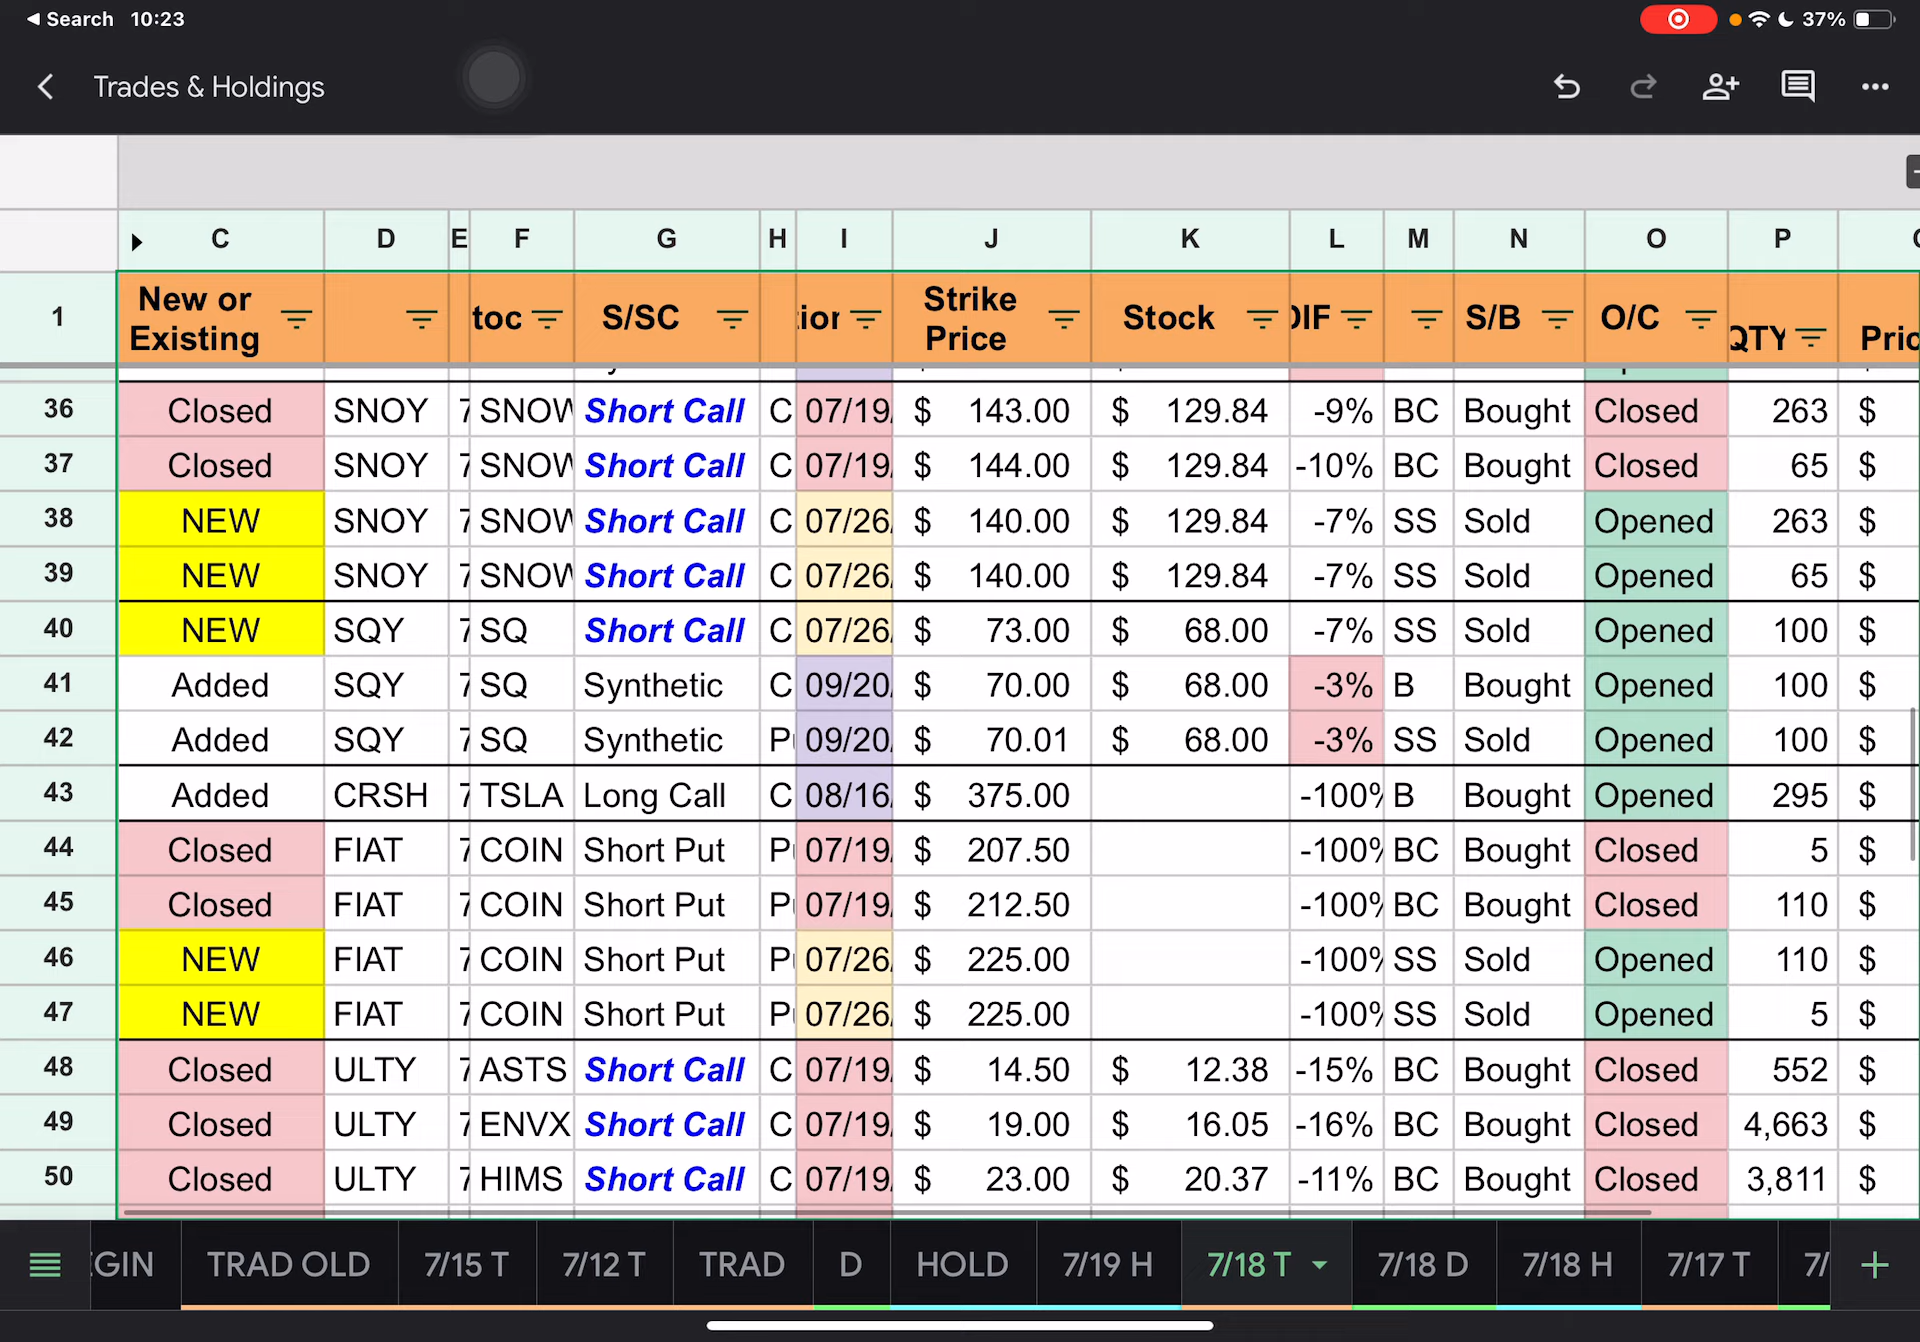 Search 10:23 37%
Trades & Holdings
C D E F G H I J K L M N O P
1 New or Existing S/SC Strike Price Stock S/B O/C QTY
36 Closed SNOY 7 SNOW Short Call C 07/19 $ 143.00 $ 129.84 -9% BC Bought Closed 263 $
37 Closed SNOY 7 SNOW Short Call C 07/19 $ 144.00 $ 129.84 -10% BC Bought Closed 65 $
38 NEW SNOY 7 SNOW Short Call C 07/26 $ 140.00 $ 129.84 -7% SS Sold Opened 263 $
39 NEW SNOY 7 SNOW Short Call C 07/26 $ 140.00 $ 129.84 -7% SS Sold Opened 65 $
40 NEW SQY 7 SQ Short Call C 07/26 $ 73.00 $ 68.00 -7% SS Sold Opened 100 $
41 Added SQY 7 SQ Synthetic C 09/20 $ 70.00 $ 68.00 -3% B Bought Opened 100 $
42 Added SQY 7 SQ Synthetic P 09/20 $ 70.01 $ 68.00 -3% SS Sold Opened 100 $
43 Added CRSH 7 TSLA Long Call C 08/16 $ 375.00 -100% B Bought Opened 295 $
44 Closed FIAT 7 COIN Short Put P 07/19 $ 207.50 -100% BC Bought Closed 5 $
45 Closed FIAT 7 COIN Short Put P 07/19 $ 212.50 -100% BC Bought Closed 110 $
46 NEW FIAT 7 COIN Short Put P 07/26 $ 225.00 -100% SS Sold Opened 110 $
47 NEW FIAT 7 COIN Short Put P 07/26 $ 225.00 -100% SS Sold Opened 5 $
48 Closed ULTY 7 ASTS Short Call C 07/19 $ 14.50 $ 12.38 -15% BC Bought Closed 552 $
49 Closed ULTY 7 ENVX Short Call C 07/19 $ 19.00 $ 16.05 -16% BC Bought Closed 4,663 $
50 Closed ULTY 7 HIMS Short Call C 07/19 $ 23.00 $ 20.37 -11% BC Bought Closed 3,811 $
TRAD OLD 7/15 T 7/12 T TRAD D HOLD 7/19 H 7/18 T 7/18 D 7/18 H 7/17 T 7/